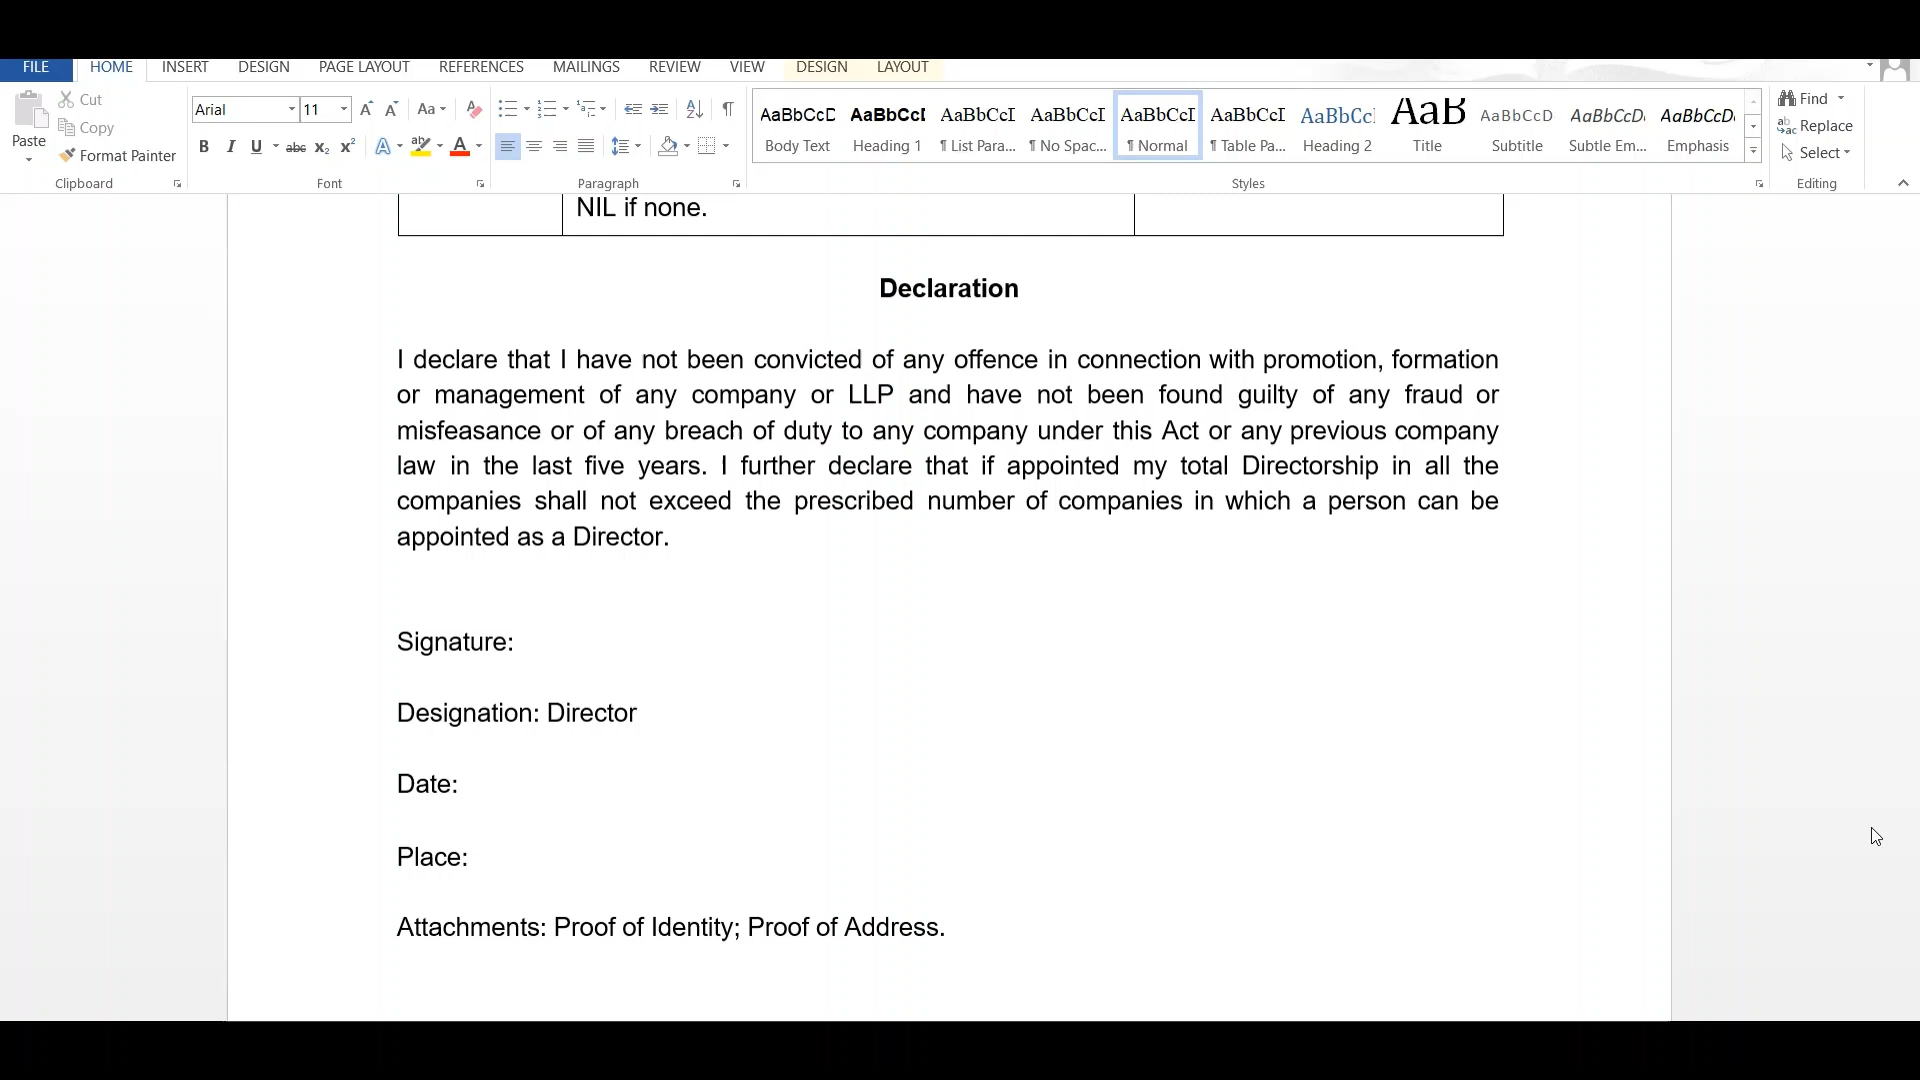 FILE HOME INSERT DESIGN PAGE LAYOUT REFERENCES MAILINGS REVIEW VIEW DESIGN LAYOUT
Cut
Copy
Paste
Format Painter
Clipboard
Arial 11
Aa
B I U abc X₂ X²
A ab A
Font
Paragraph
AaBbCcD AaBbCcI AaBbCcI AaBbCcI AaBbCcI AaBbCcI AaBbCcI AaB AaBbCcD AaBbCcD AaBbCcD
Body Text Heading 1 ¶ List Para... ¶ No Spac... ¶ Normal ¶ Table Pa... Heading 2 Title Subtitle Subtle Em... Emphasis
Styles
Find
Replace
Select
Editing
NIL if none.
Declaration
I declare that I have not been convicted of any offence in connection with promotion, formation
or management of any company or LLP and have not been found guilty of any fraud or
misfeasance or of any breach of duty to any company under this Act or any previous company
law in the last five years. I further declare that if appointed my total Directorship in all the
companies shall not exceed the prescribed number of companies in which a person can be
appointed as a Director.
Signature:
Designation: Director
Date:
Place:
Attachments: Proof of Identity; Proof of Address.